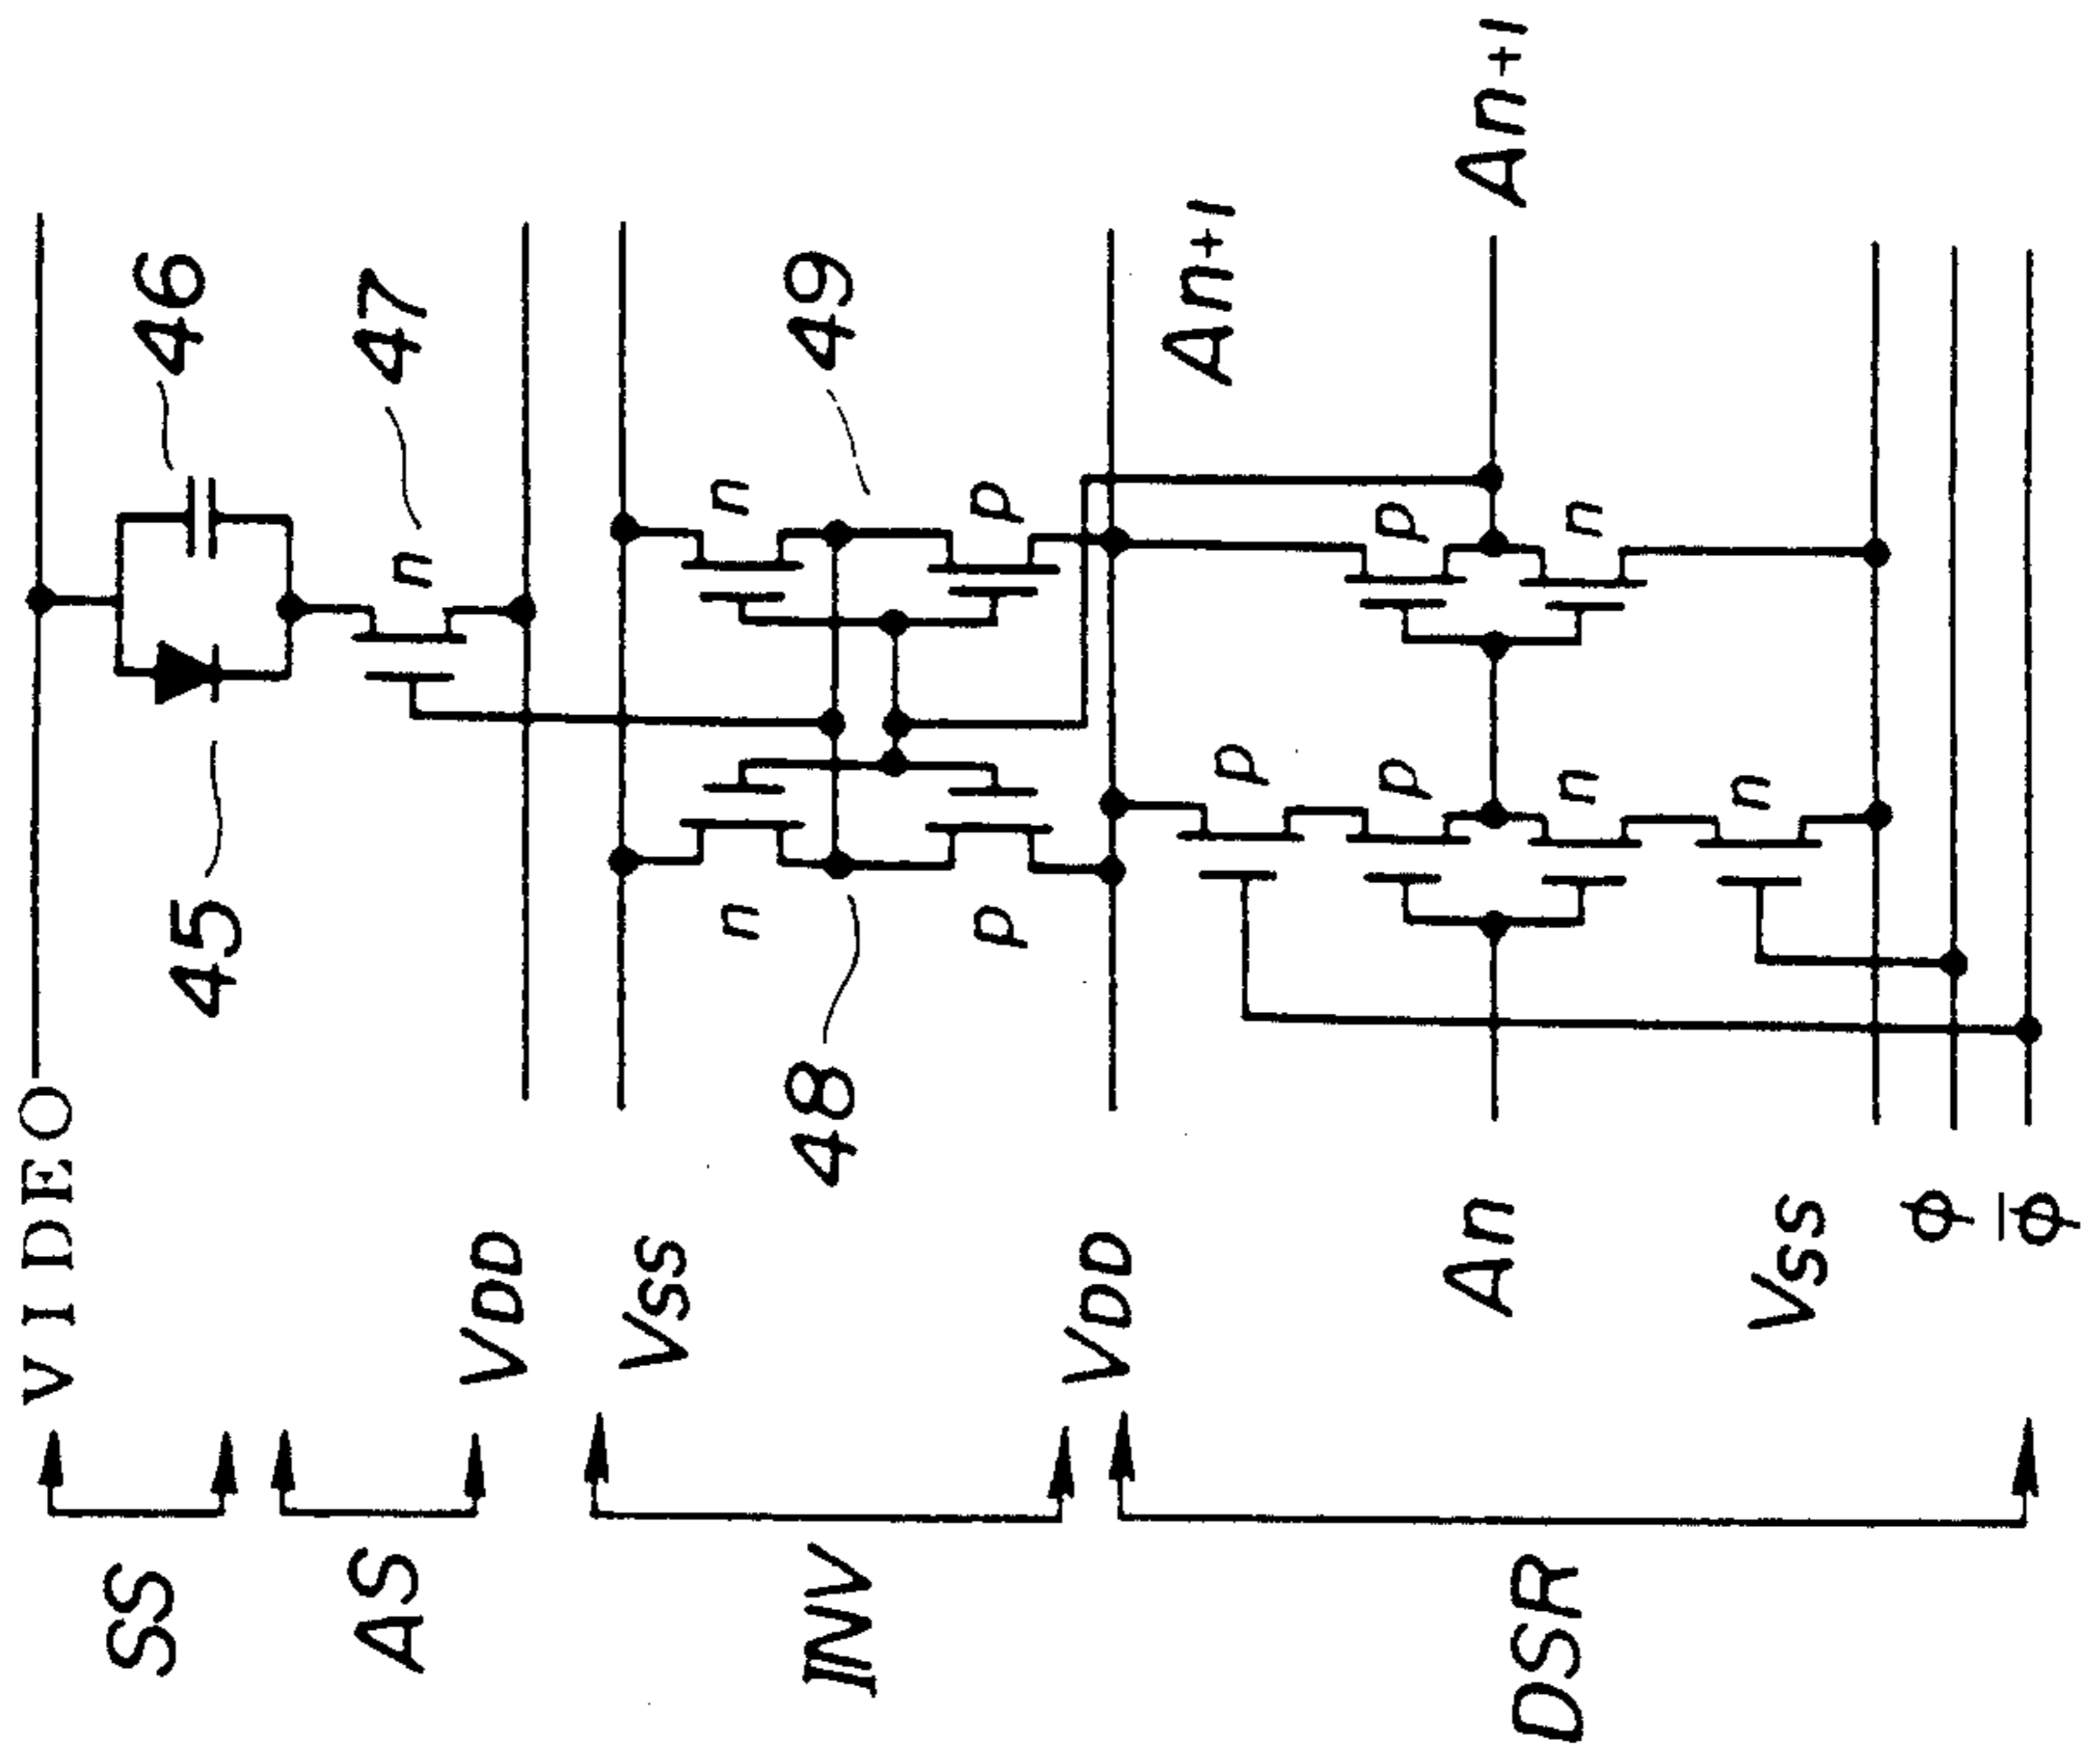 VIDEO
46
47
n
45
VDD
Vss
n
49
p
n
p
48
VDD
An+1
An+1
p
n
p
p
n
n
An
Vss
ϕ
ϕ̅
SS
AS
INV
DSR